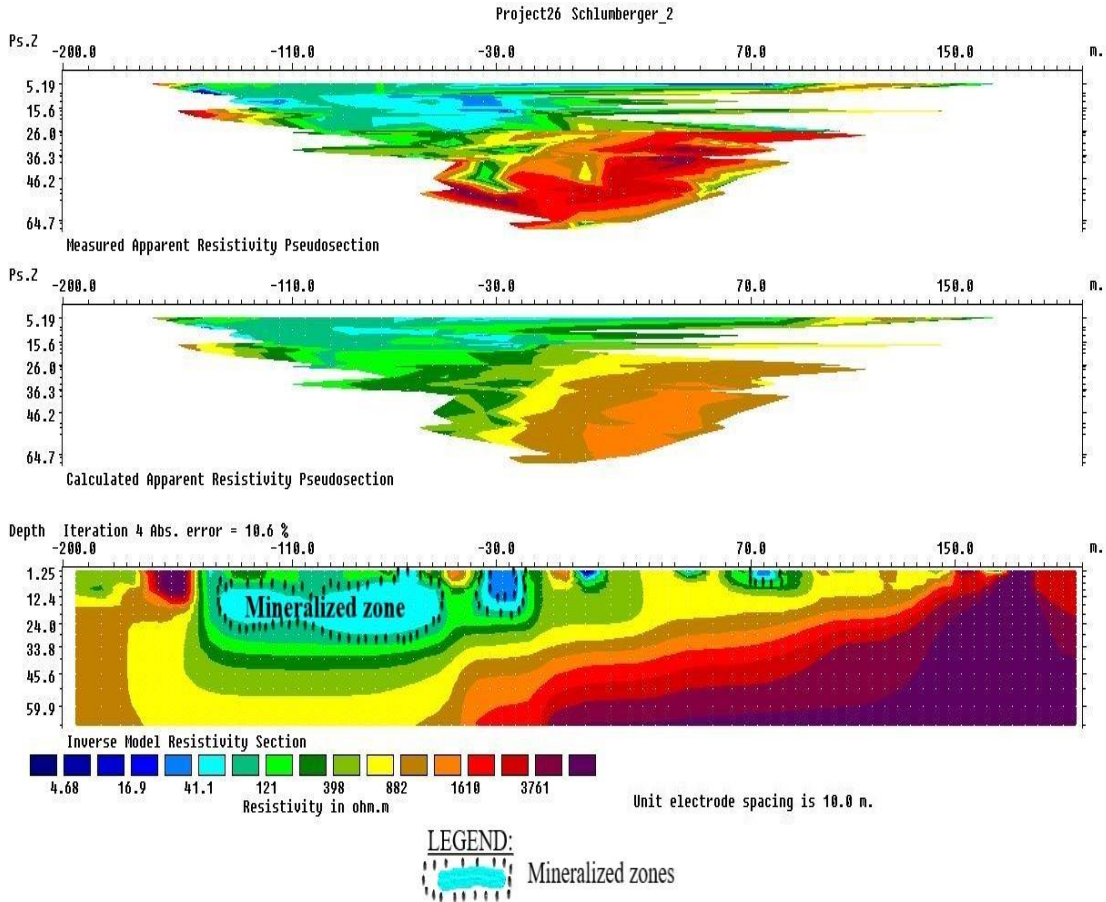 Project26 Schlumberger_2
Ps.Z -200.0 -110.0 -30.0 70.0 150.0 m.
5.19
15.6
26.0
36.3
46.2
64.7
Measured Apparent Resistivity Pseudosection
Ps.Z -200.0 -110.0 -30.0 70.0 150.0 m.
5.19
15.6
26.0
36.3
46.2
64.7
Calculated Apparent Resistivity Pseudosection
Depth Iteration 4 Abs. error = 10.6 %
-200.0 -110.0 -30.0 70.0 150.0 m.
1.25
12.4
24.0
33.8
45.6
59.9
Mineralized zone
Inverse Model Resistivity Section
4.68 16.9 41.1 121 398 882 1610 3761
Resistivity in ohm.m
Unit electrode spacing is 10.0 m.
LEGEND:
Mineralized zones